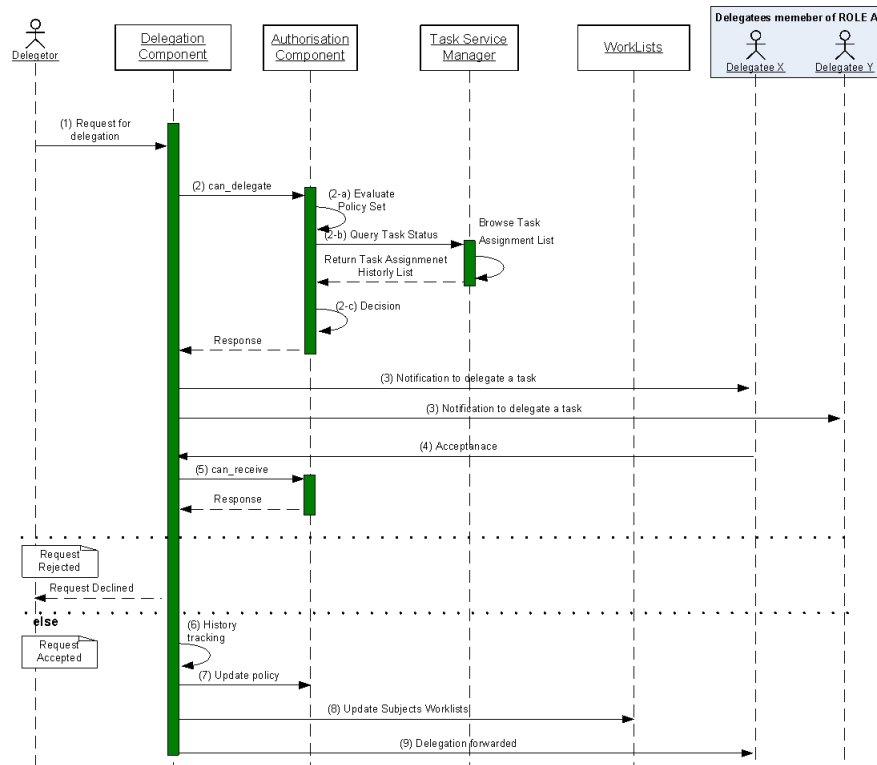 Delegatees memeber of ROLE A
Delegetor
Delegation
Component
Authorisation
Component
Task Service
Manager
WorkLists
Delegatee X
Delegatee Y
(1) Request for
delegation
(2) can_delegate
(2-a) Evaluate
Policy Set
(2-b) Query Task Status
Browse Task
Assignment List
Return Task Assignmenet
Historly List
(2-c) Decision
Response
(3) Notification to delegate a task
(3) Notification to delegate a task
(4) Acceptanace
(5) can_receive
Response
Request
Rejected
Request Declined
else
(6) History
tracking
Request
Accepted
(7) Update policy
(8) Update Subjects Worklists
(9) Delegation forwarded